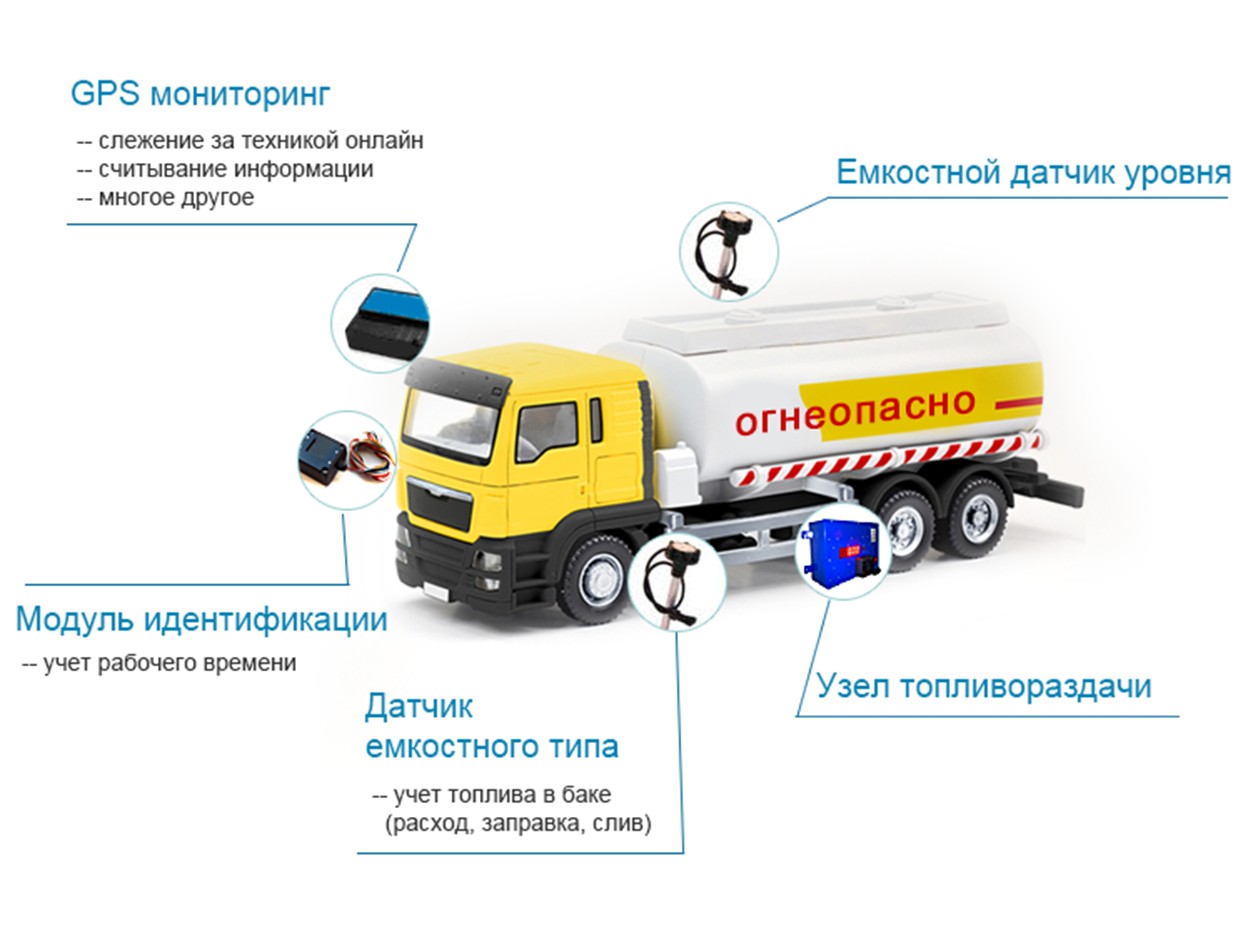 GPS мониторинг
-- слежение за техникой онлайн
-- считывание информации
-- многое другое
Емкостной датчик уровня
огнеопасно
Модуль идентификации
-- учет рабочего времени
Датчик
емкостного типа
-- учет топлива в баке
(расход, заправка, слив)
Узел топливораздачи